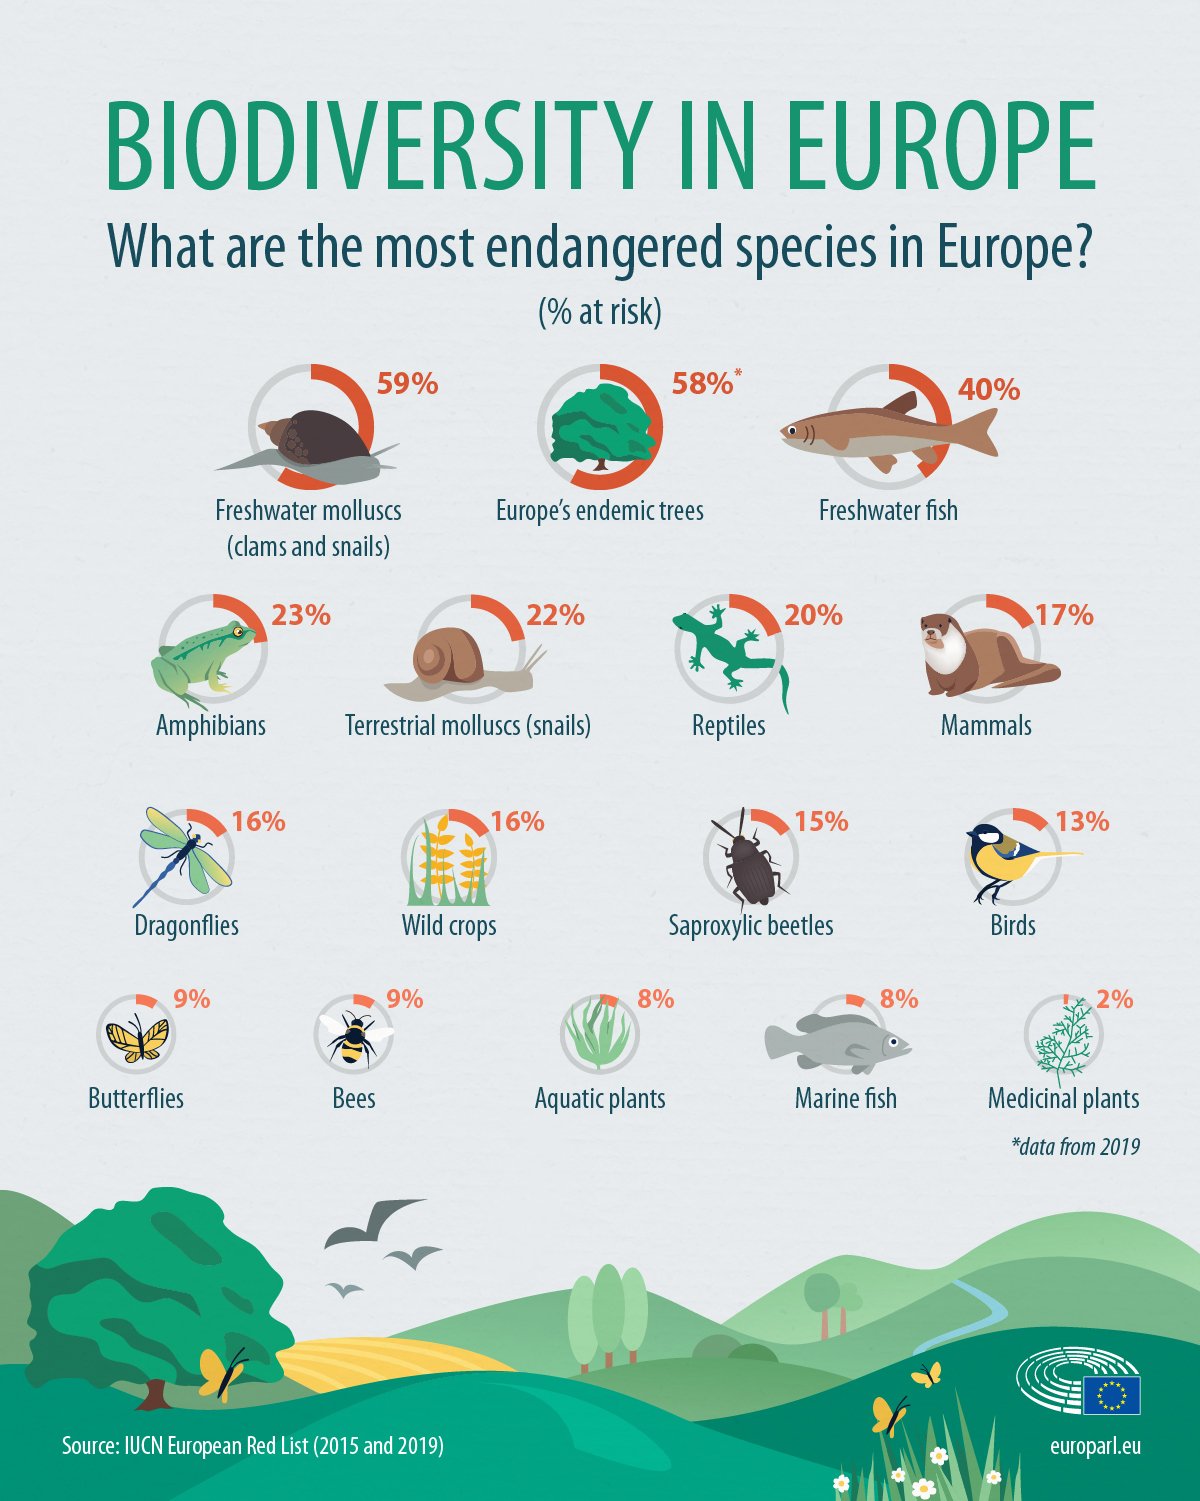 BIODIVERSITY IN EUROPE
What are the most endangered species in Europe?
(% at risk)
59%
Freshwater molluscs
(clams and snails)
58%*
Europe's endemic trees
40%
Freshwater fish
23%
Amphibians
22%
Terrestrial molluscs (snails)
20%
Reptiles
17%
Mammals
16%
Dragonflies
16%
Wild crops
15%
Saproxylic beetles
13%
Birds
9%
Butterflies
9%
Bees
8%
Aquatic plants
8%
Marine fish
2%
Medicinal plants
*data from 2019
Source: IUCN European Red List (2015 and 2019)
europarl.eu